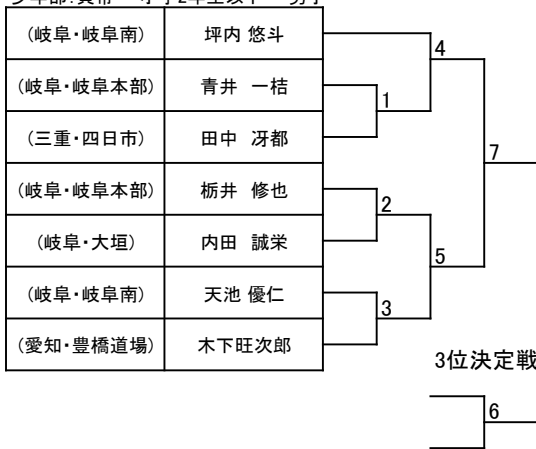 (岐阜・岐阜南) 坪内 悠斗
(岐阜・岐阜本部) 青井 一桔
(三重・四日市) 田中 冴都
(岐阜・岐阜本部) 栃井 修也
(岐阜・大垣) 内田 誠栄
(岐阜・岐阜南) 天池 優仁
(愛知・豊橋道場) 木下旺次郎
4
1
7
2
5
3
3位決定戦
6